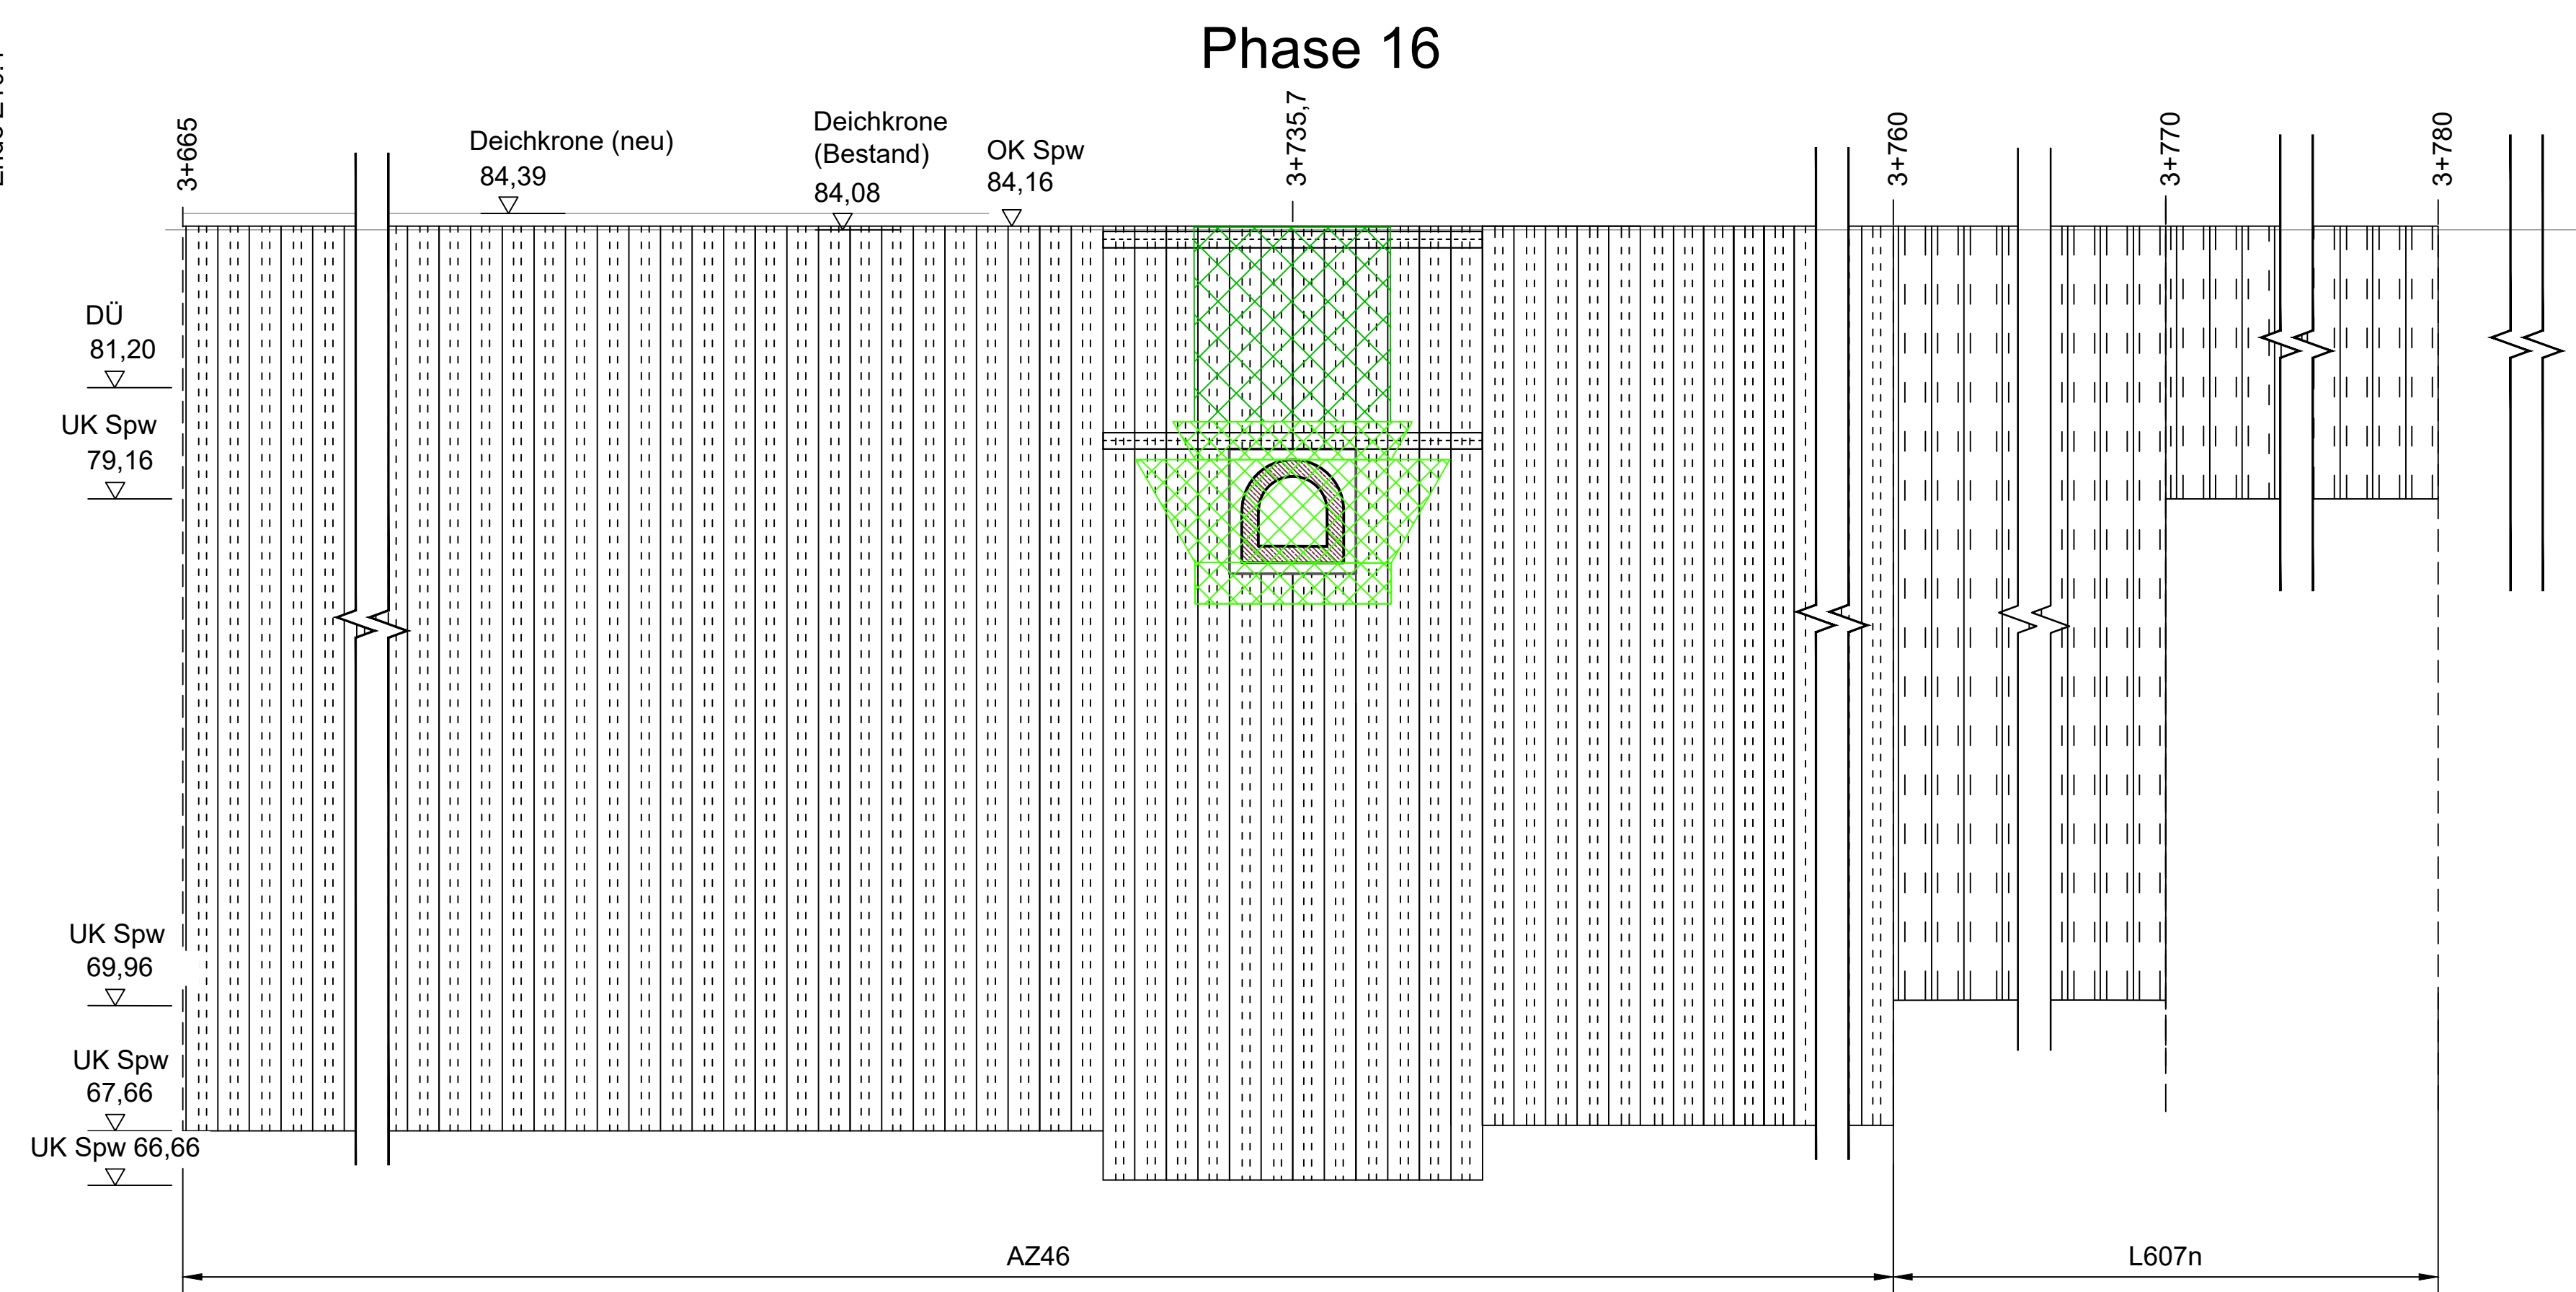 Phase 16
3+665
Deichkrone (neu)
84,39
Deichkrone
(Bestand)
84,08
OK Spw
84,16
3+735,7
3+760
3+770
3+780
DÜ
81,20
UK Spw
79,16
UK Spw
69,96
UK Spw
67,66
UK Spw 66,66
AZ46
L607n